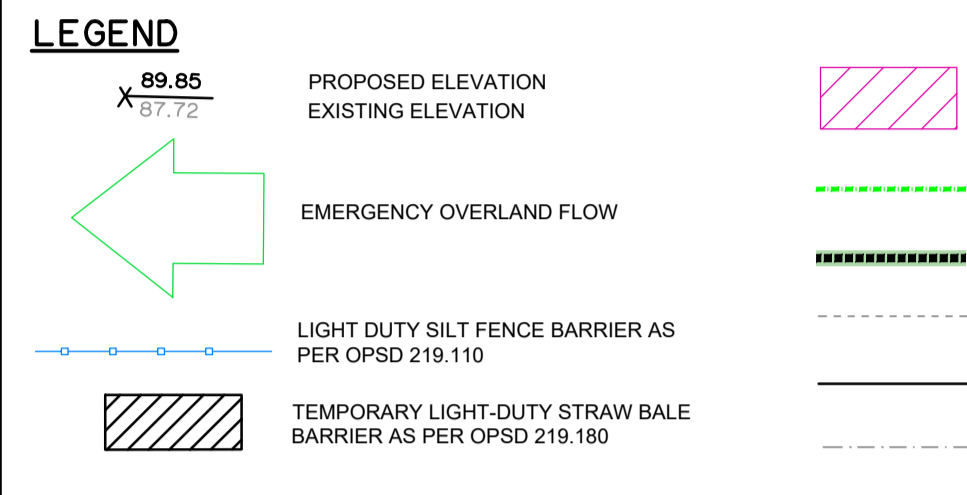 LEGEND
89.85
87.72
PROPOSED ELEVATION
EXISTING ELEVATION
EMERGENCY OVERLAND FLOW
LIGHT DUTY SILT FENCE BARRIER AS
PER OPSD 219.110
TEMPORARY LIGHT-DUTY STRAW BALE
BARRIER AS PER OPSD 219.180